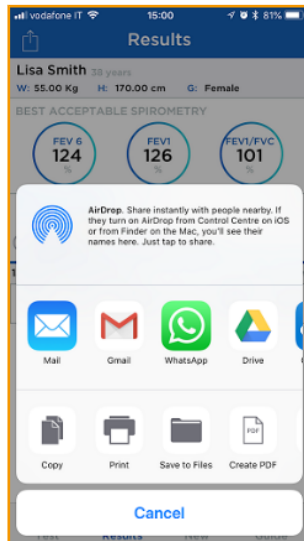 vodafone IT 15:00 81%
Results
Lisa Smith 38 years
W: 55.00 Kg H: 170.00 cm G: Female
BEST ACCEPTABLE SPIROMETRY
FEV 6 FEV1 FEV1/FVC
124 126 101
% % %
AirDrop. Share instantly with people nearby. If
they turn on AirDrop from Control Centre on iOS
or from Finder on the Mac, you'll see their
names here. Just tap to share.
Mail Gmail WhatsApp Drive
PDF
Copy Print Save to Files Create PDF
Cancel
Test Results New Guide